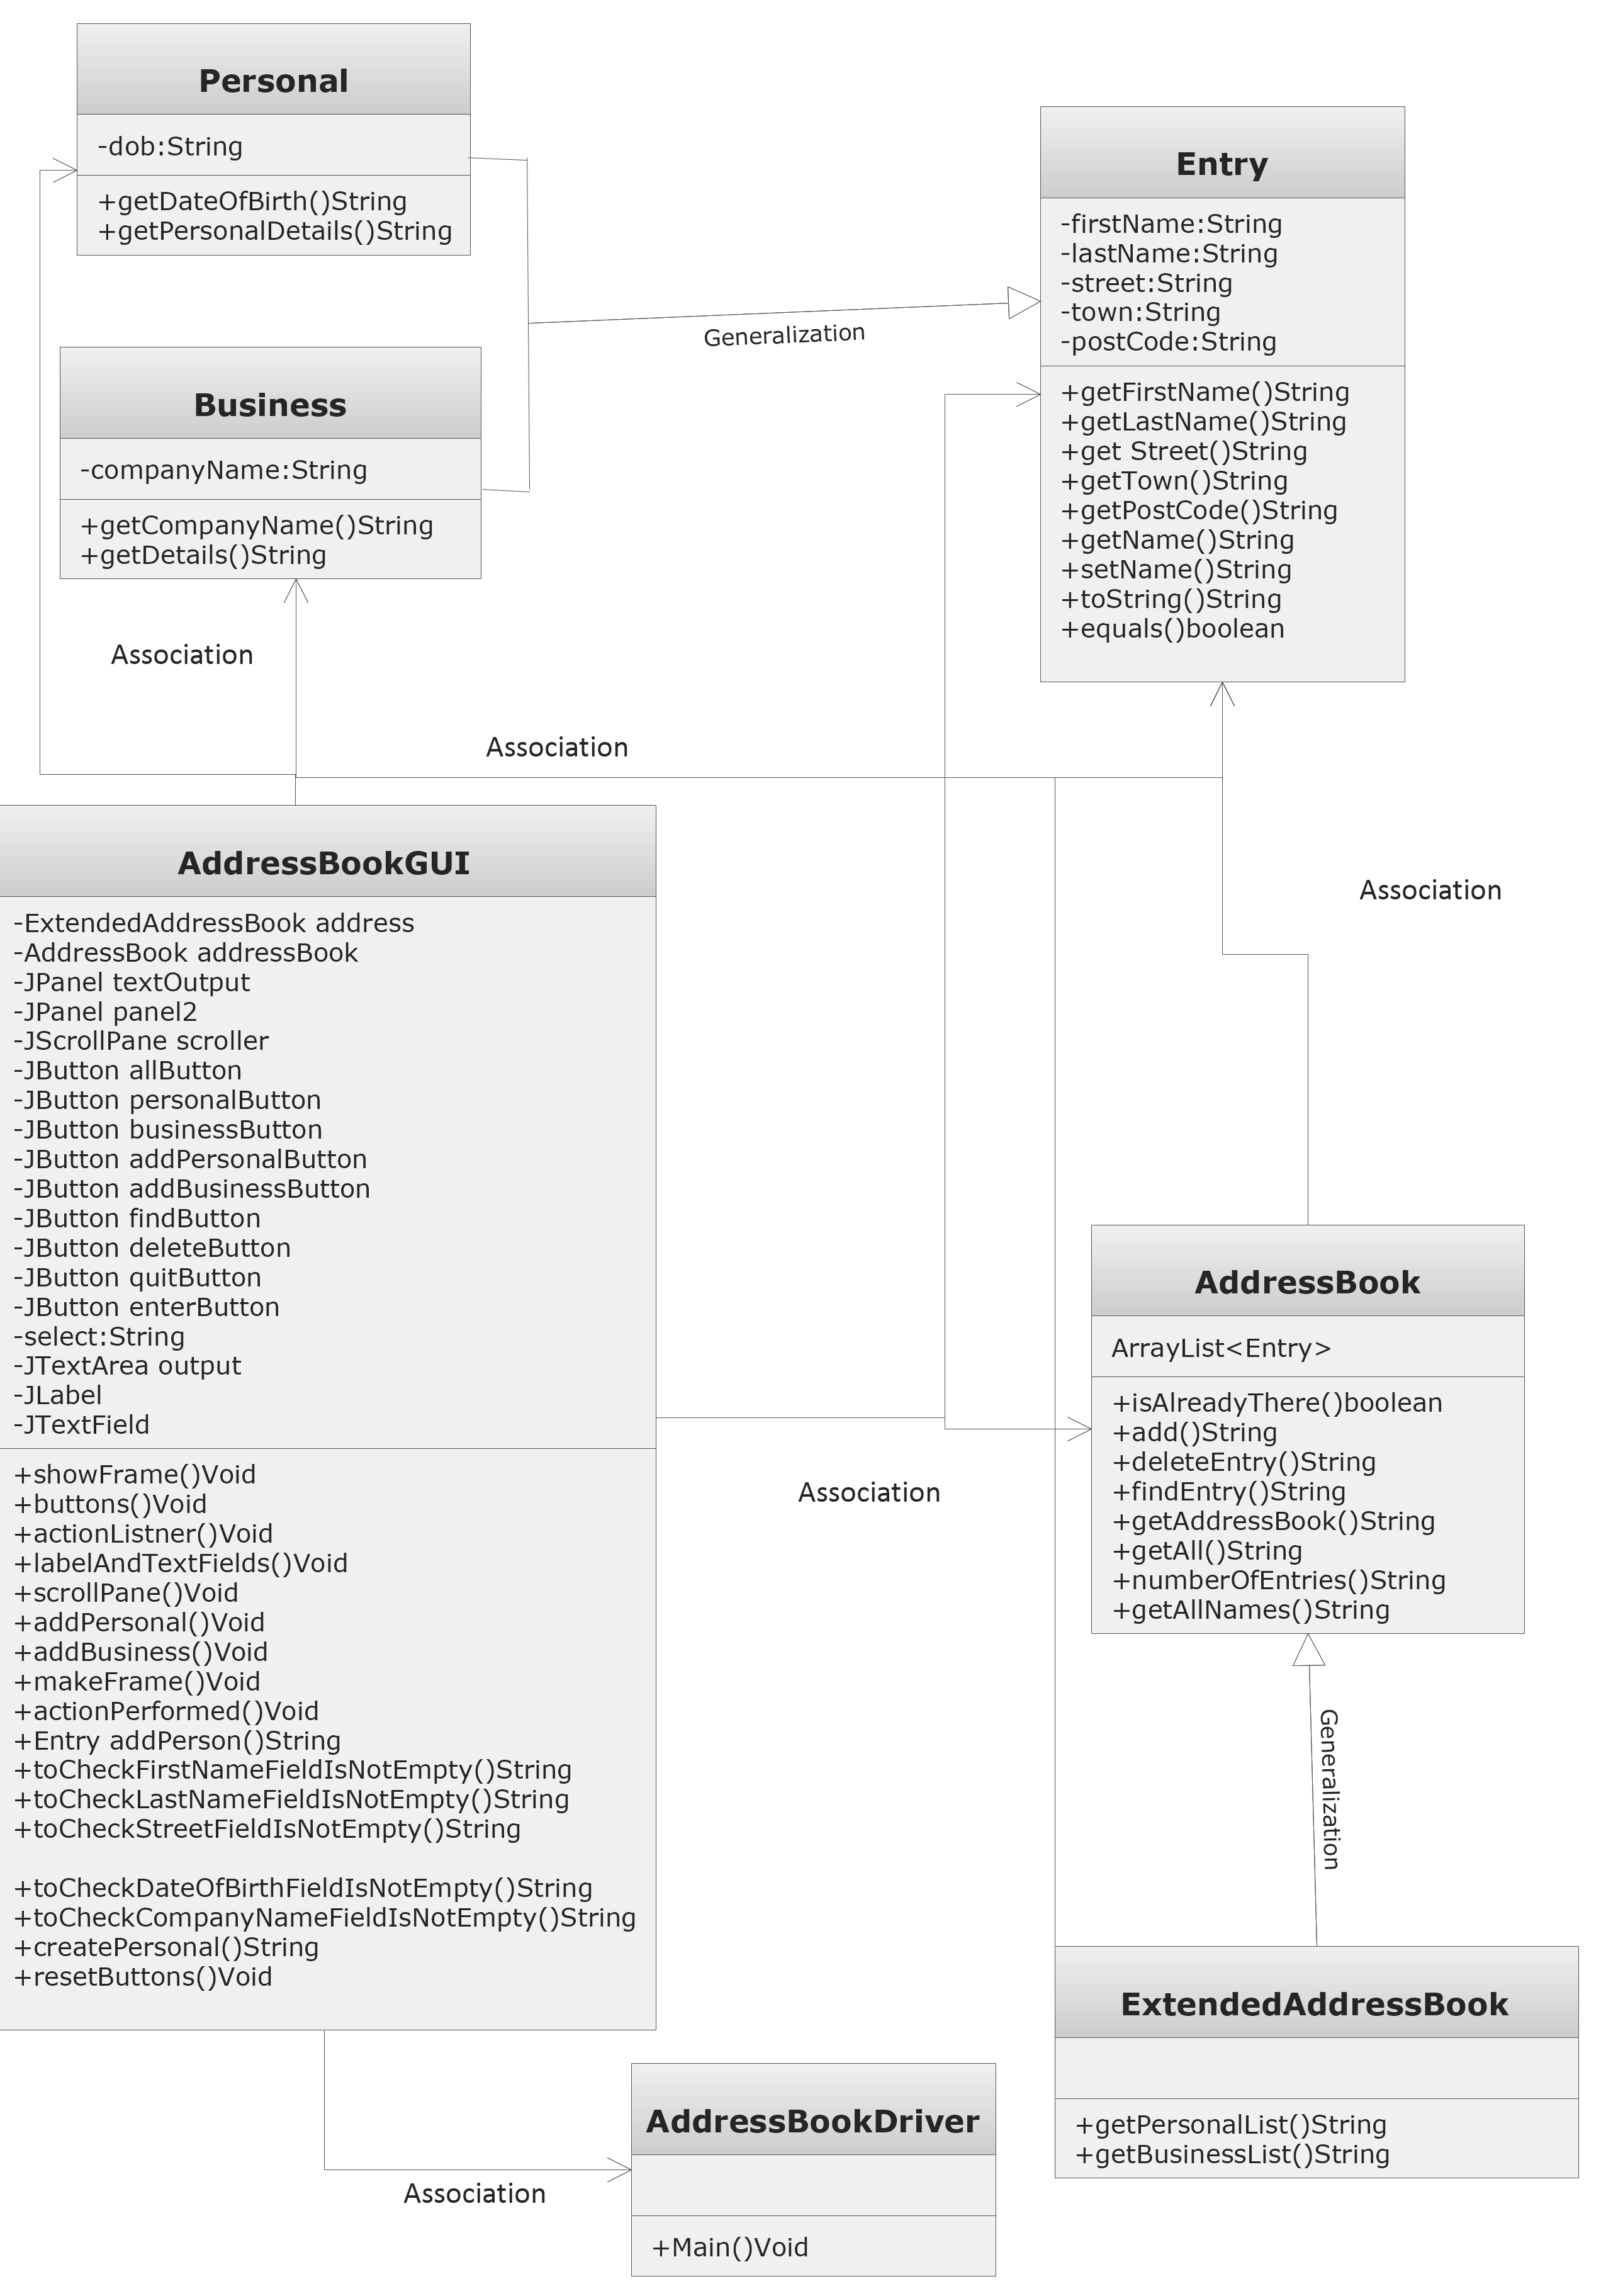 Personal
-dob:String
+getDateOfBirth()String
+getPersonalDetails()String
Entry
-firstName:String
-lastName:String
-street:String
-town:String
-postCode:String
+getFirstName()String
+getLastName()String
+get Street()String
+getTown()String
+getPostCode()String
+getName()String
+setName()String
+toString()String
+equals()boolean
Generalization
Business
-companyName:String
+getCompanyName()String
+getDetails()String
Association
Association
Association
AddressBookGUI
-ExtendedAddressBook address
-AddressBook addressBook
-JPanel textOutput
-JPanel panel2
-JScrollPane scroller
-JButton allButton
-JButton personalButton
-JButton businessButton
-JButton addPersonalButton
-JButton addBusinessButton
-JButton findButton
-JButton deleteButton
-JButton quitButton
-JButton enterButton
-select:String
-JTextArea output
-JLabel
-JTextField
+showFrame()Void
+buttons()Void
+actionListner()Void
+labelAndTextFields()Void
+scrollPane()Void
+addPersonal()Void
+addBusiness()Void
+makeFrame()Void
+actionPerformed()Void
+Entry addPerson()String
+toCheckFirstNameFieldIsNotEmpty()String
+toCheckLastNameFieldIsNotEmpty()String
+toCheckStreetFieldIsNotEmpty()String
+toCheckDateOfBirthFieldIsNotEmpty()String
+toCheckCompanyNameFieldIsNotEmpty()String
+createPersonal()String
+resetButtons()Void
Association
AddressBook
ArrayList<Entry>
+isAlreadyThere()boolean
+add()String
+deleteEntry()String
+findEntry()String
+getAddressBook()String
+getAll()String
+numberOfEntries()String
+getAllNames()String
Generalization
ExtendedAddressBook
+getPersonalList()String
+getBusinessList()String
Association
AddressBookDriver
+Main()Void